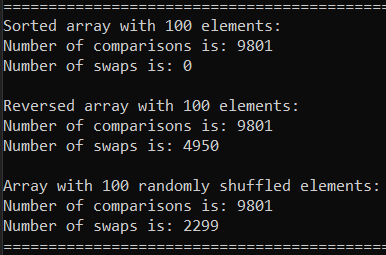 Sorted array with 100 elements:
Number of comparisons is: 9801
Number of swaps is: 0
Reversed array with 100 elements:
Number of comparisons is: 9801
Number of swaps is: 4950
Array with 100 randomly shuffled elements:
Number of comparisons is: 9801
Number of swaps is: 2299